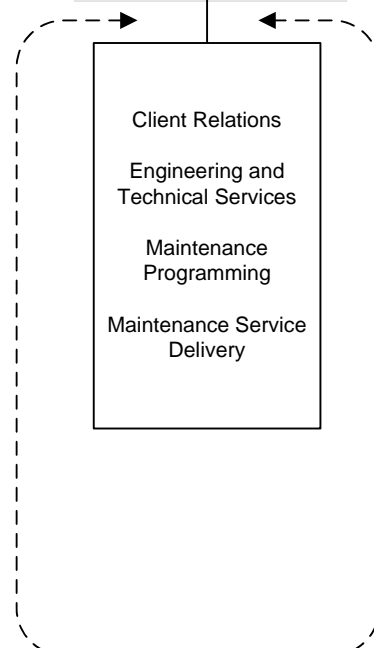 Client Relations
Engineering and
Technical Services
Maintenance
Programming
Maintenance Service
Delivery